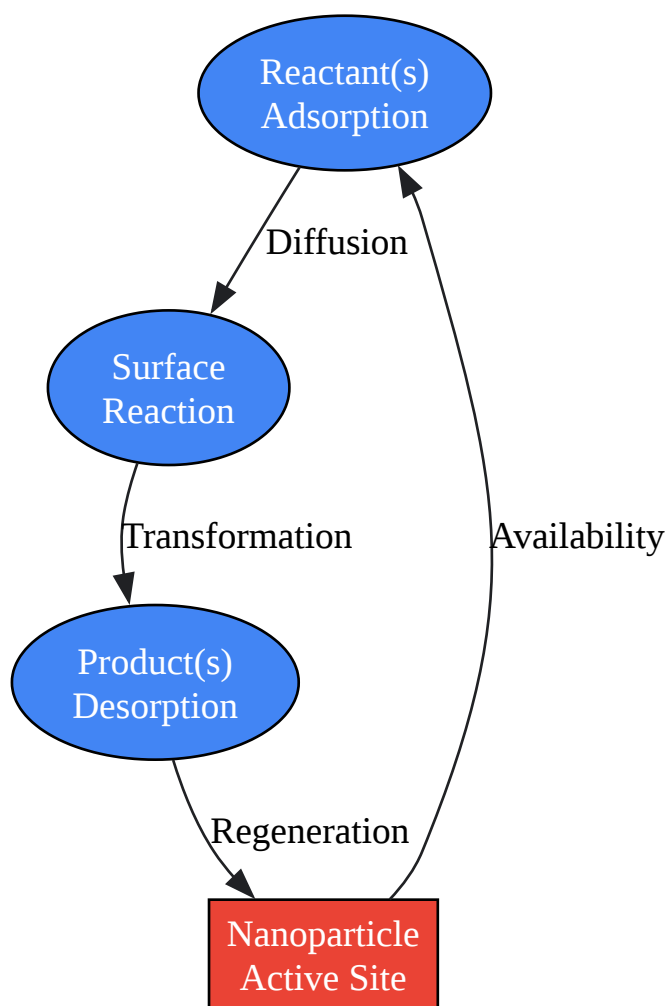 Reactant(s)
Adsorption
Diffusion
Surface
Reaction
Transformation
Availability
Product(s)
Desorption
Regeneration
Nanoparticle
Active Site